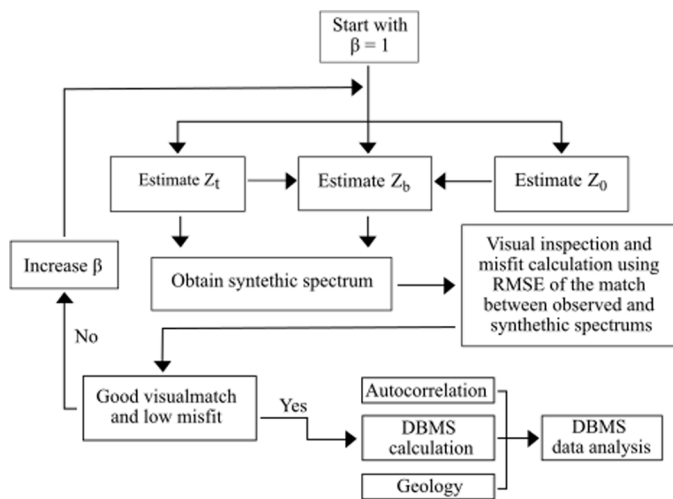 Start with
β = 1
Estimate Zt
Estimate Zb
Estimate Z0
Increase β
Obtain syntethic spectrum
Visual inspection and
misfit calculation using
RMSE of the match
between observed and
synthethic spectrums
No
Good visualmatch
and low misfit
Yes
Autocorrelation
DBMS
calculation
Geology
DBMS
data analysis